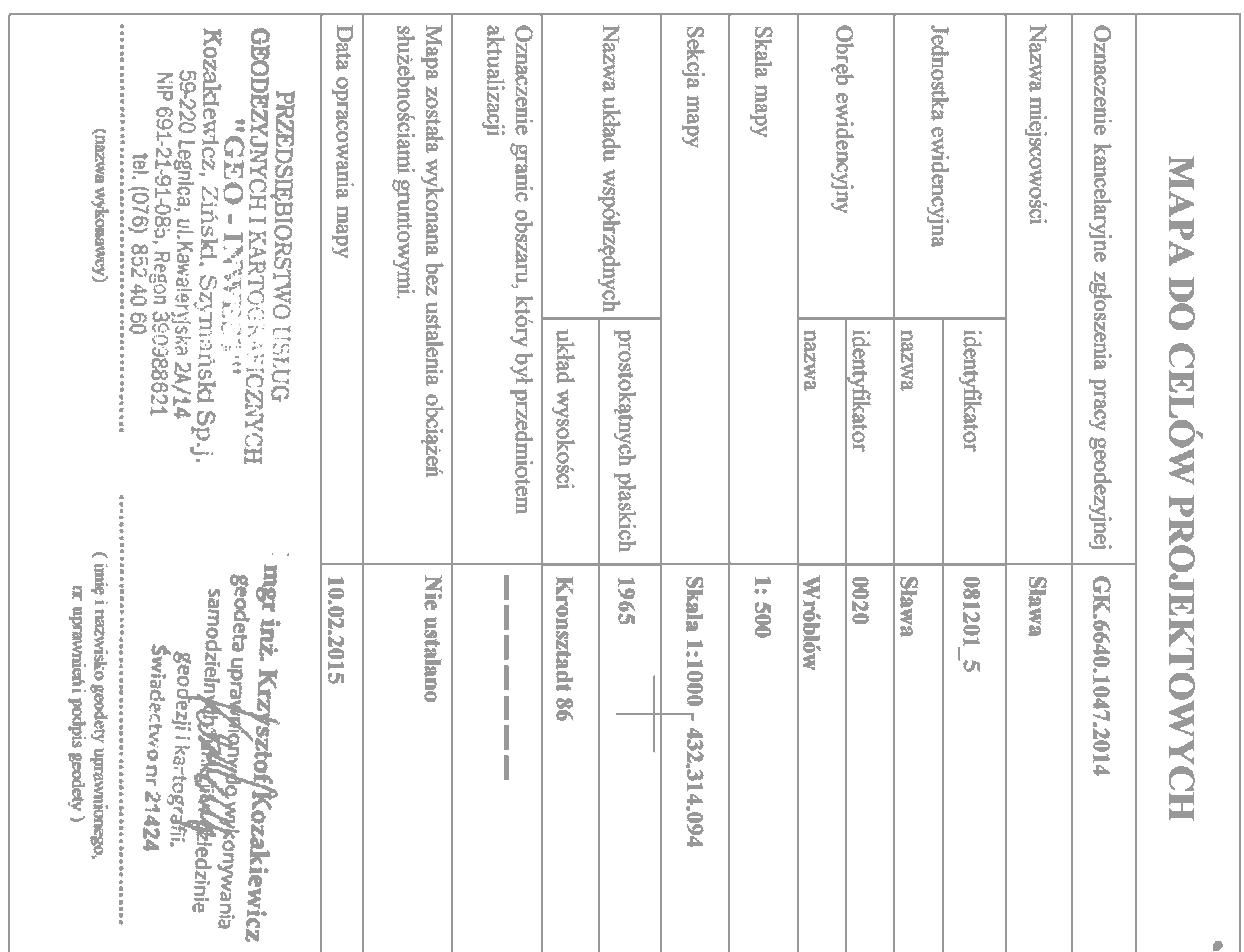 MAPA DO CELÓW PROJEKTOWYCH
Oznaczenie kancelaryjne zgłoszenia pracy geodezyjnej
GK.6640.1047.2014
Nazwa miejscowości
Sława
Jednostka ewidencyjna
identyfikator
081201_5
nazwa
Sława
Obręb ewidencyjny
identyfikator
0020
nazwa
Wróblów
Skala mapy
1: 500
Sekcja mapy
Skala 1:1000 - 432.314.094
Nazwa układu współrzędnych
prostokątnych płaskich
1965
układ wysokości
Kronsztadt 86
Oznaczenie granic obszaru, który był przedmiotem
aktualizacji
Mapa została wykonana bez ustalenia obciążeń
służebnościami gruntowymi.
Nie ustalano
Data opracowania mapy
10.02.2015
PRZEDSIĘBIORSTWO USŁUG
GEODEZYJNYCH I KARTOGRAFICZNYCH
"GEO - INWEST"
Kozakiewicz, Ziński, Szymański Sp.j.
59-220 Legnica, ul.Kawaleryjska 2A/14
NIP 691-21-91-085, Regon 390388621
tel. (076) 852 40 60
(nazwa wykonawcy)
mgr inż. Krzysztof Kozakiewicz
geodeta uprawniony do wykonywania
samodzielnych dziedzinie
geodezji i kartografii.
Świadectwo nr 21424
( imię i nazwisko geodety uprawnionego,
nr uprawnień i podpis geodety )